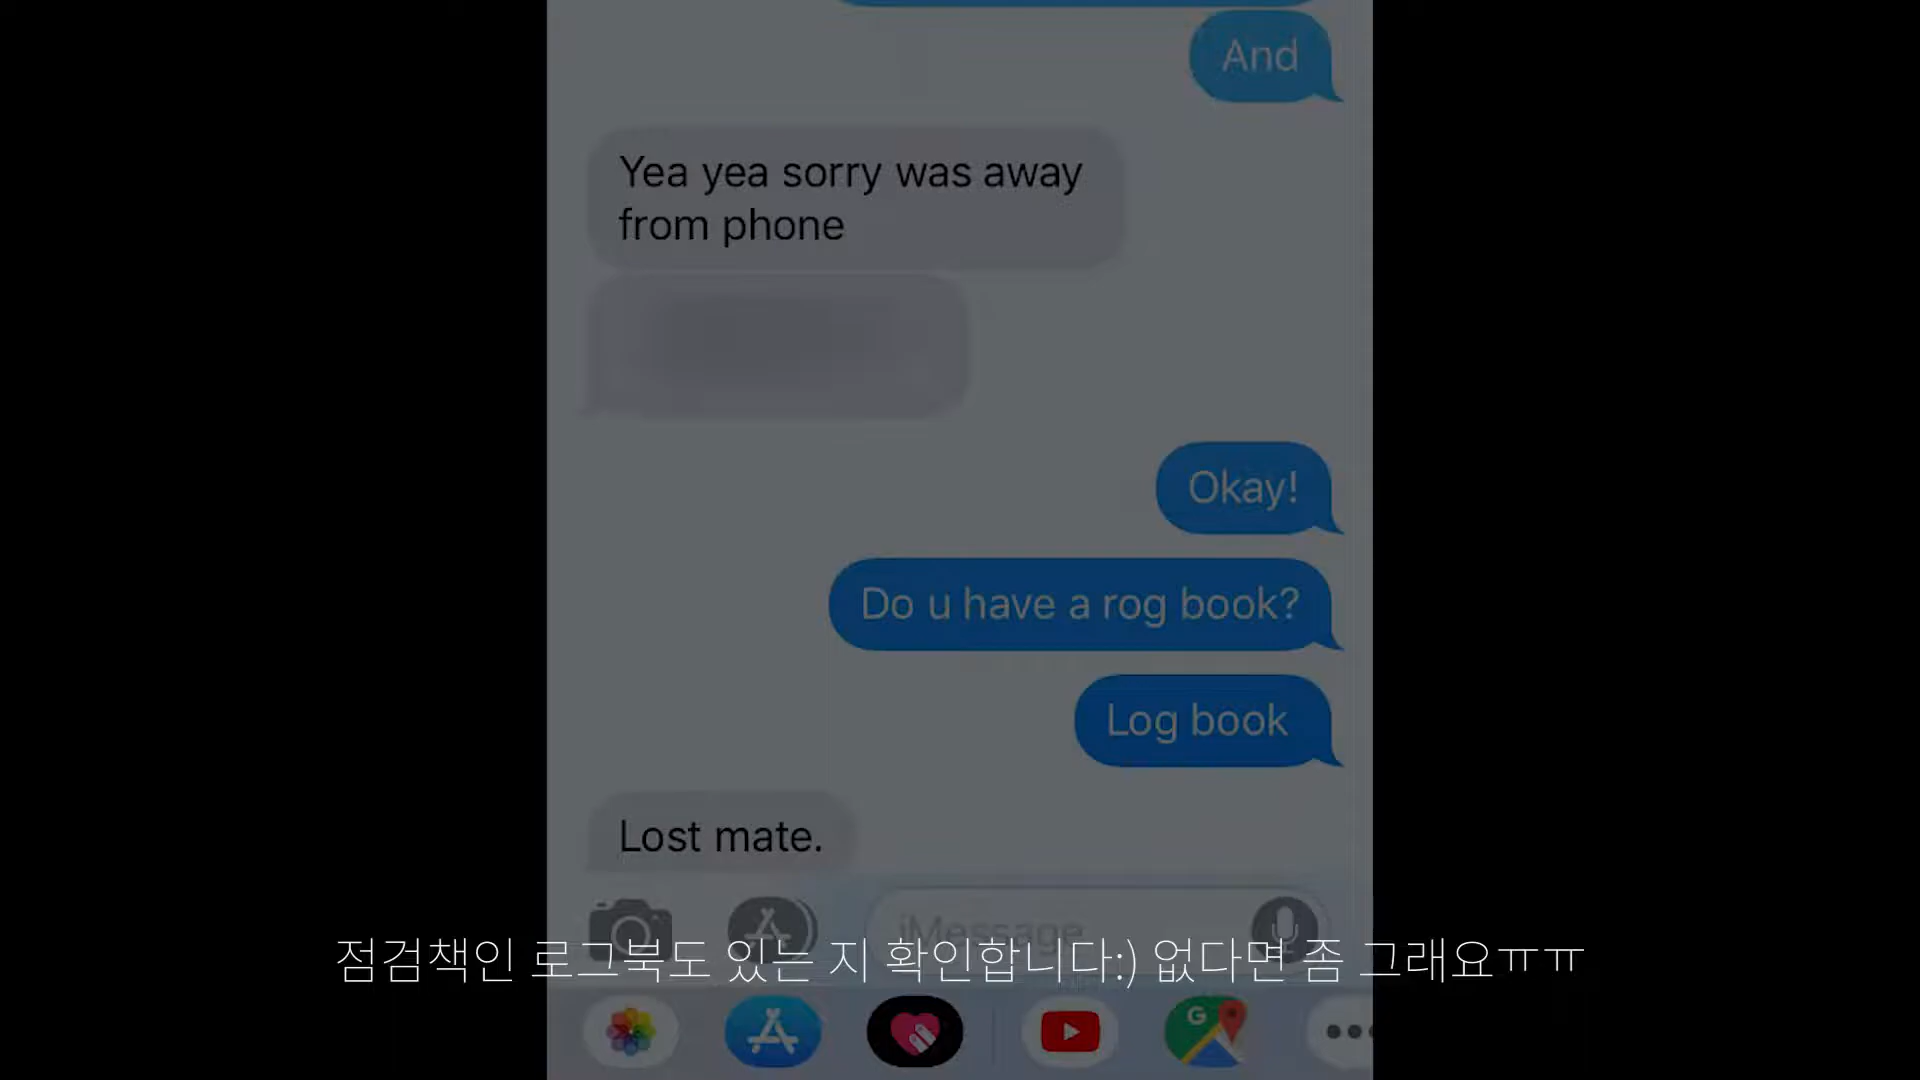 And
Yea yea sorry was away
from phone
Okay!
Do u have a rog book?
Log book
Lost mate.
iMessage
점검책인 로그북도 있는 지 확인합니다:) 없다면 좀 그래요ㅠㅠ
G